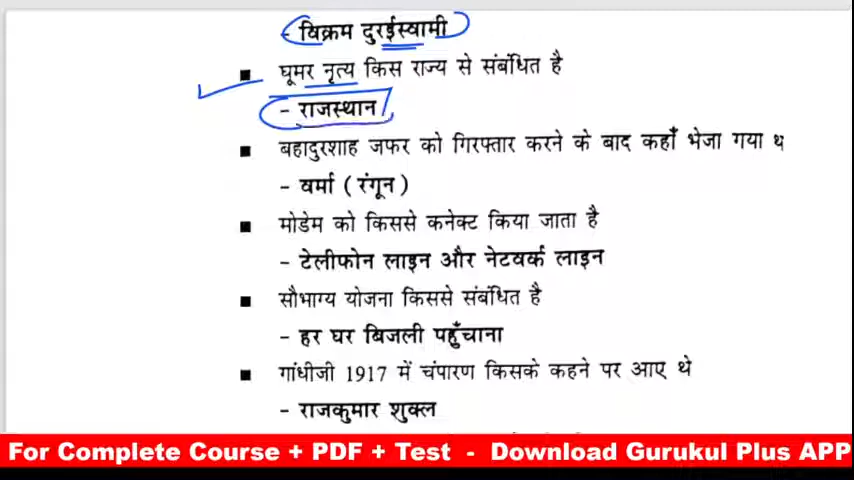 - विक्रम दुरईस्वामी
■ घूमर नृत्य किस राज्य से संबंधित है
- राजस्थान
■ बहादुरशाह जफर को गिरफ्तार करने के बाद कहाँ भेजा गया थ
- वर्मा ( रंगून )
■ मोडेम को किससे कनेक्ट किया जाता है
- टेलीफोन लाइन और नेटवर्क लाइन
■ सौभाग्य योजना किससे संबंधित है
- हर घर बिजली पहुँचाना
■ गांधीजी 1917 में चंपारण किसके कहने पर आए थे
- राजकुमार शुक्ल
For Complete Course + PDF + Test - Download Gurukul Plus APP